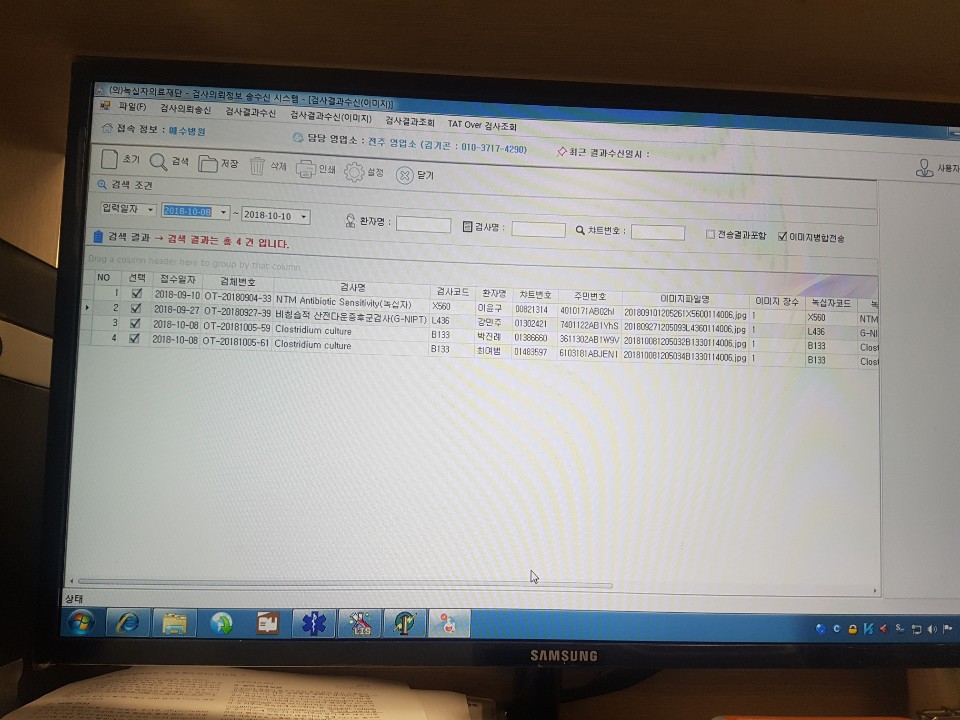 (의)녹십자의료재단 - 검사의뢰정보 송수신 시스템 - [검사결과수신(이미지)]
파일(F) 검사의뢰송신 검사결과수신 검사결과수신(이미지) 검사결과조회 TAT Over 검사조회
접속 정보 : 예수병원 담당 영업소 : 전주 영업소 (김기곤 : 010-3717-4290) 최근 결과수신일시 :
초기 검색 저장 삭제 인쇄 설정 닫기 사용자
검색 조건
입력일자 2018-10-08 ~ 2018-10-10 환자명 : 검사명 : 차트번호 : 전송결과포함 이미지병합전송
검색 결과 → 검색 결과는 총 4 건 입니다.
Drag a column header here to group by that column
NO 선택 접수일자 검체번호 검사명 검사코드 환자명 차트번호 주민번호 이미지파일명 이미지 장수 녹십자코드 녹
1 2018-09-10 OT-20180904-33 NTM Antibiotic Sensitivity(녹십자) X560 이윤구 00821314 201809101205261X5600114006.jpg 1 X560 NTM
2 2018-09-27 OT-20180927-39 비침습적 산전다운증후군검사(G-NIPT) L436 강민주 01302421 201809271205093L4360114006.jpg 1 L436 G-NI
3 2018-10-08 OT-20181005-59 Clostridium culture B133 박진례 01386660 201810081205032B1330114006.jpg 1 B133 Clost
4 2018-10-08 OT-20181005-61 Clostridium culture B133 최여범 01483597 201810081205034B1330114006.jpg 1 B133 Clost
상태
SAMSUNG